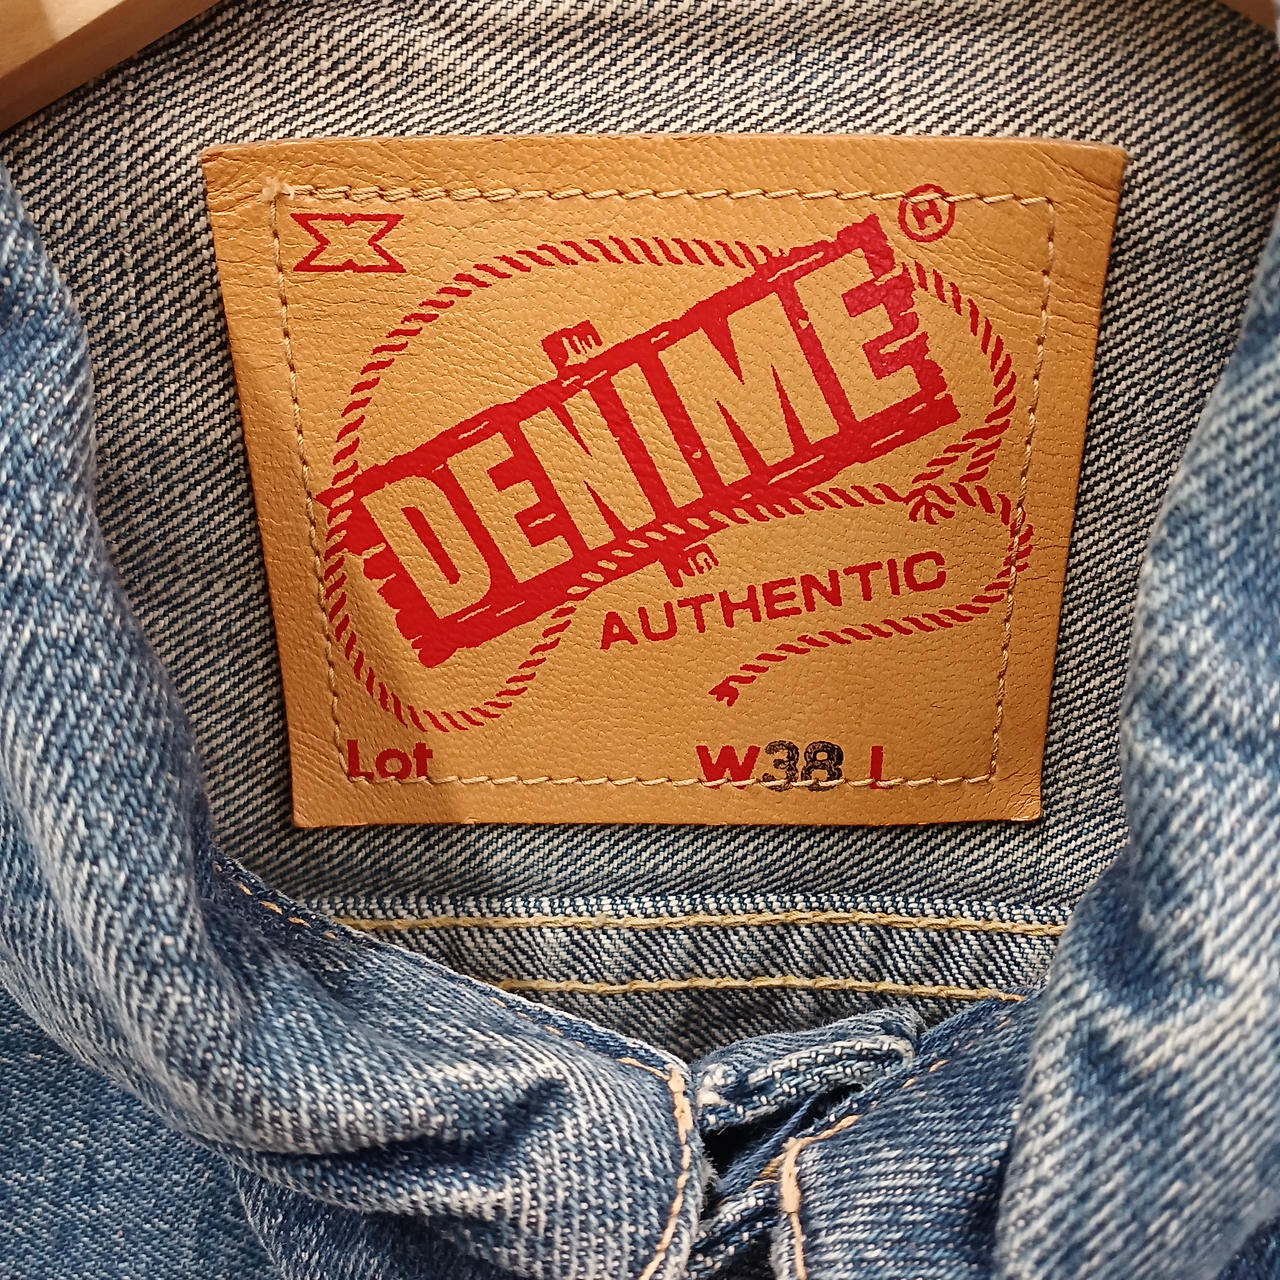 DENIME
AUTHENTIC
Lot W38 L